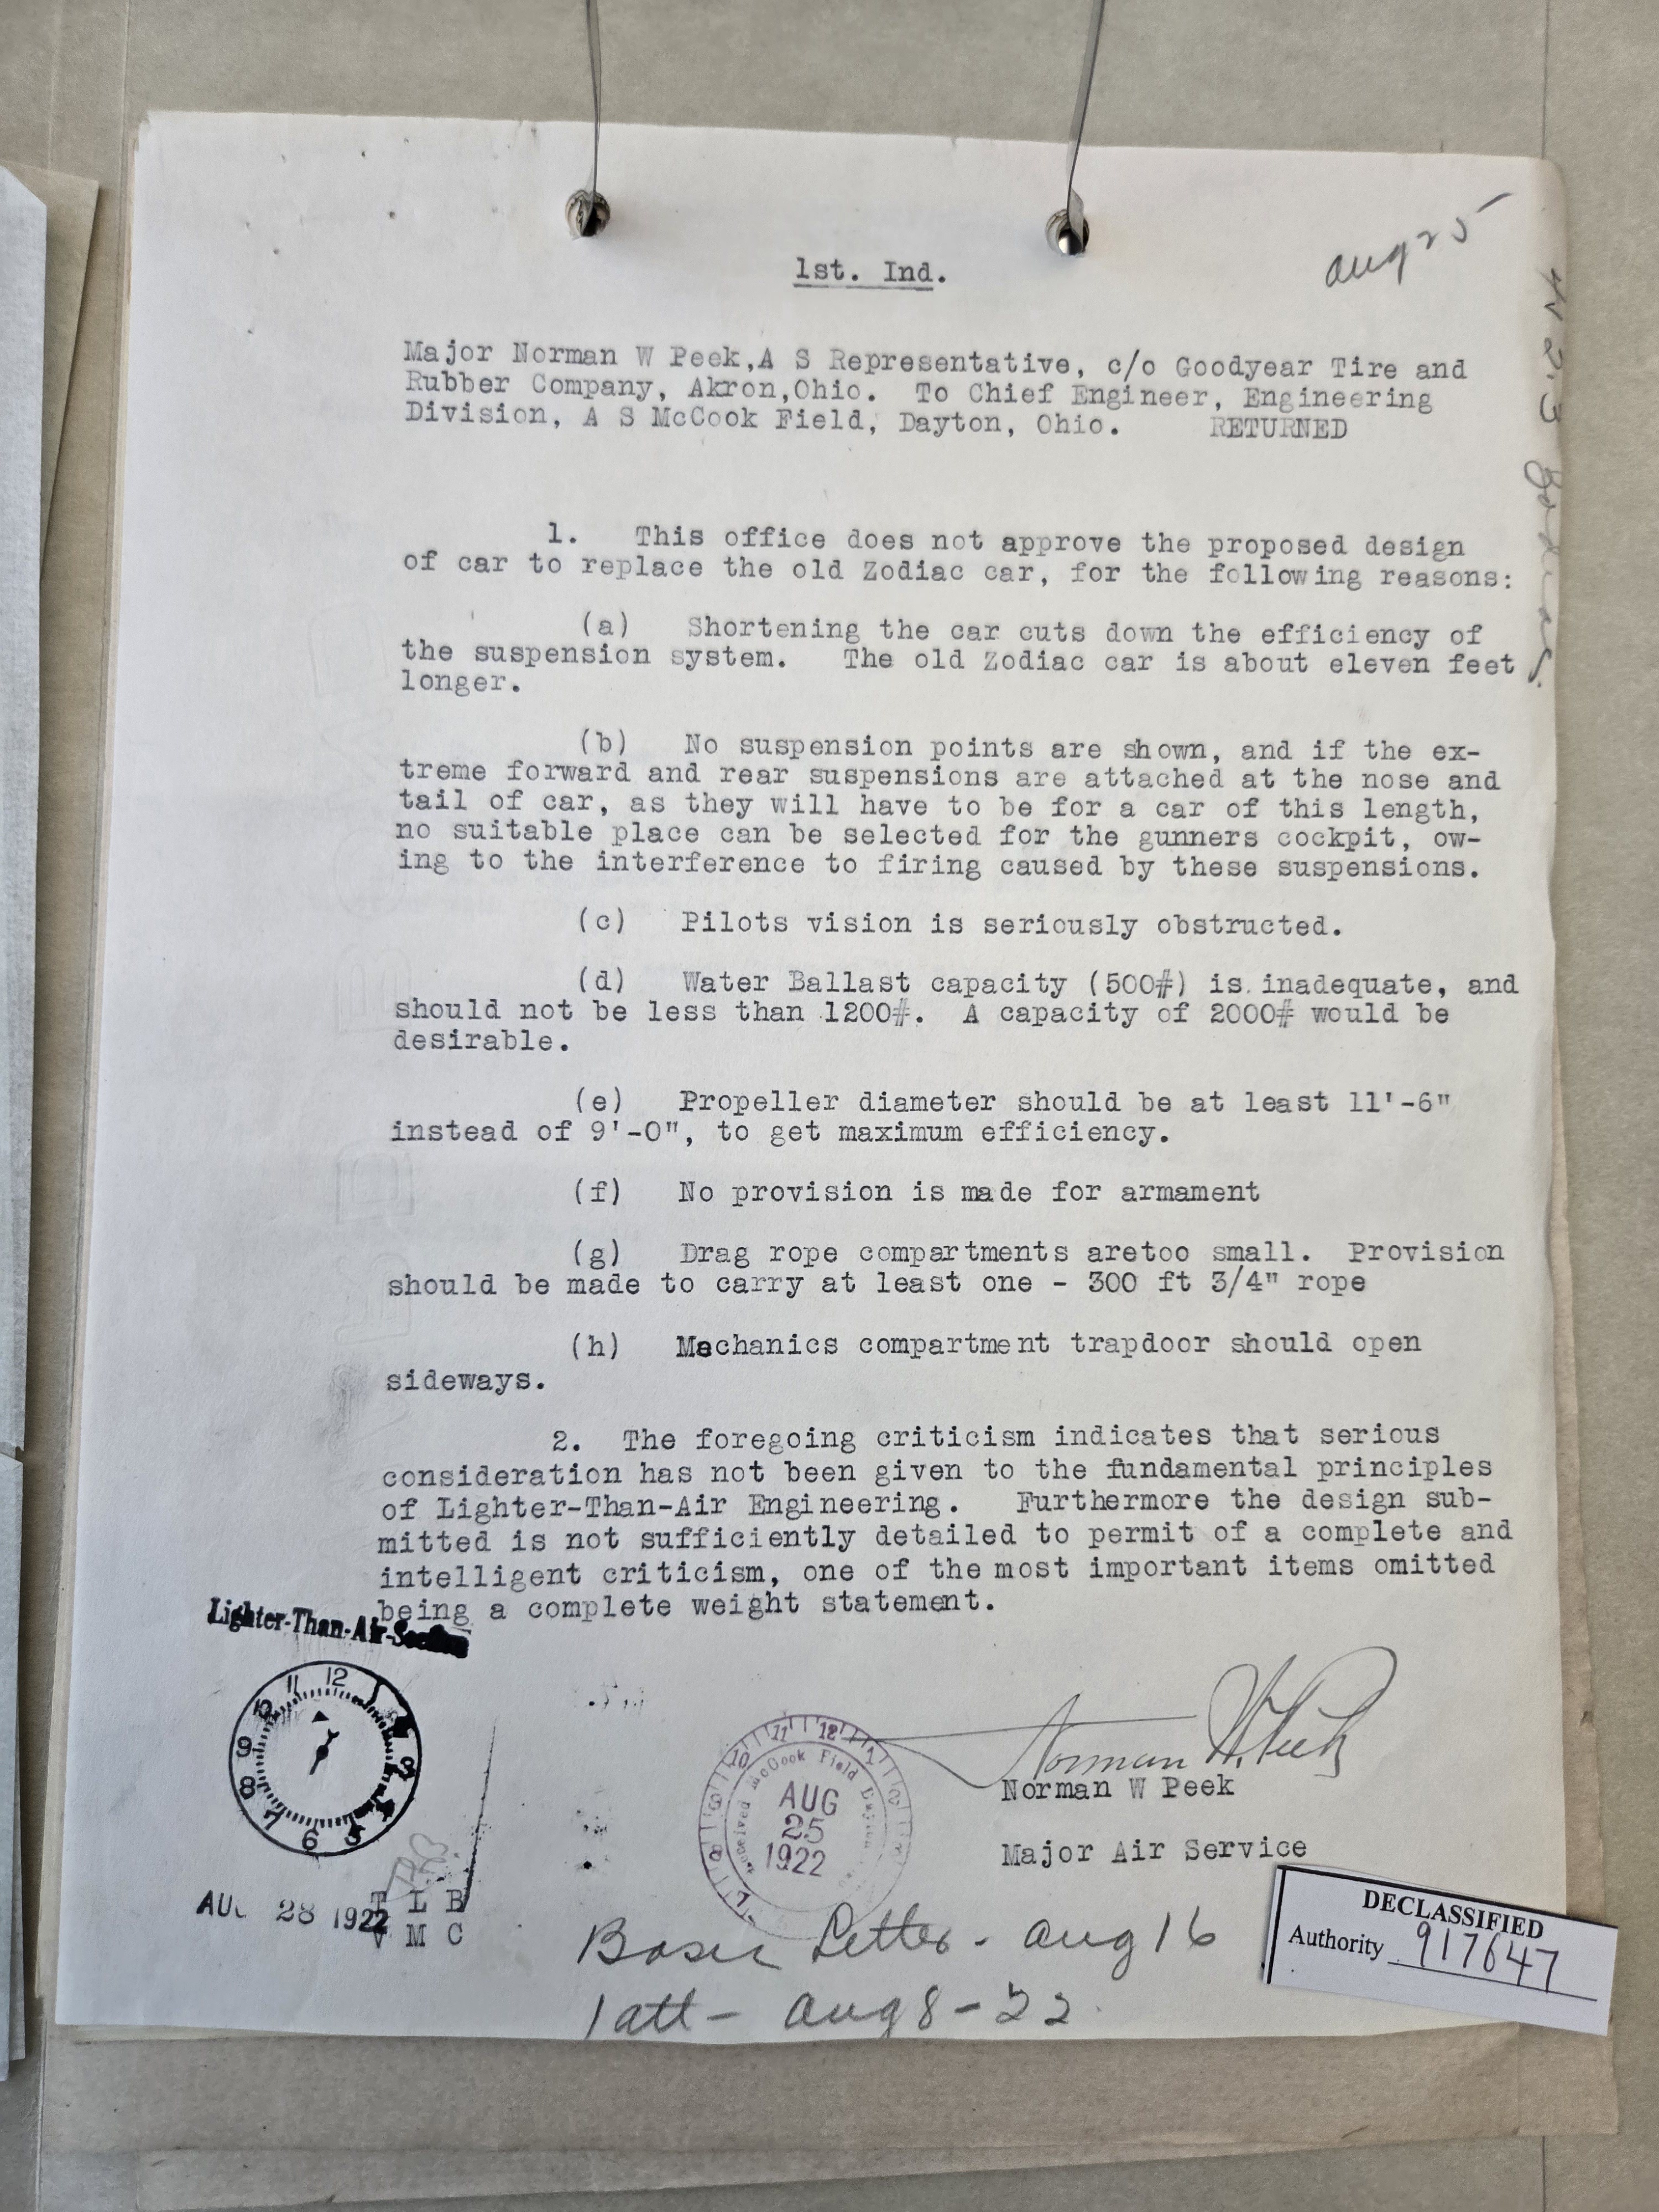 aug 25
1st. Ind.
Major Norman W Peek,A S Representative, c/o Goodyear Tire and
Rubber Company, Akron,Ohio. To Chief Engineer, Engineering
Division, A S McCook Field, Dayton, Ohio. RETURNED
1. This office does not approve the proposed design
of car to replace the old Zodiac car, for the following reasons:
(a) Shortening the car cuts down the efficiency of
the suspension system. The old Zodiac car is about eleven feet
longer.
(b) No suspension points are shown, and if the ex-
treme forward and rear suspensions are attached at the nose and
tail of car, as they will have to be for a car of this length,
no suitable place can be selected for the gunners cockpit, ow-
ing to the interference to firing caused by these suspensions.
(c) Pilots vision is seriously obstructed.
(d) Water Ballast capacity (500#) is inadequate, and
should not be less than 1200#. A capacity of 2000# would be
desirable.
(e) Propeller diameter should be at least 11'-6"
instead of 9'-0", to get maximum efficiency.
(f) No provision is made for armament
(g) Drag rope compartments aretoo small. Provision
should be made to carry at least one - 300 ft 3/4" rope
(h) Mechanics compartment trapdoor should open
sideways.
2. The foregoing criticism indicates that serious
consideration has not been given to the fundamental principles
of Lighter-Than-Air Engineering. Furthermore the design sub-
mitted is not sufficiently detailed to permit of a complete and
intelligent criticism, one of the most important items omitted
being a complete weight statement.
Lighter-Than-Air-Section
12
11
10
9
8
7
6
5
4
3
AUG 28 1922
T L B
V M C
11 12 1
10
Received McCook Field
AUG
25
1922
Norman W. Peek
Norman W Peek
Major Air Service
DECLASSIFIED
Authority 917647
Basic Letter - aug 16
1 att - aug 8 - 22